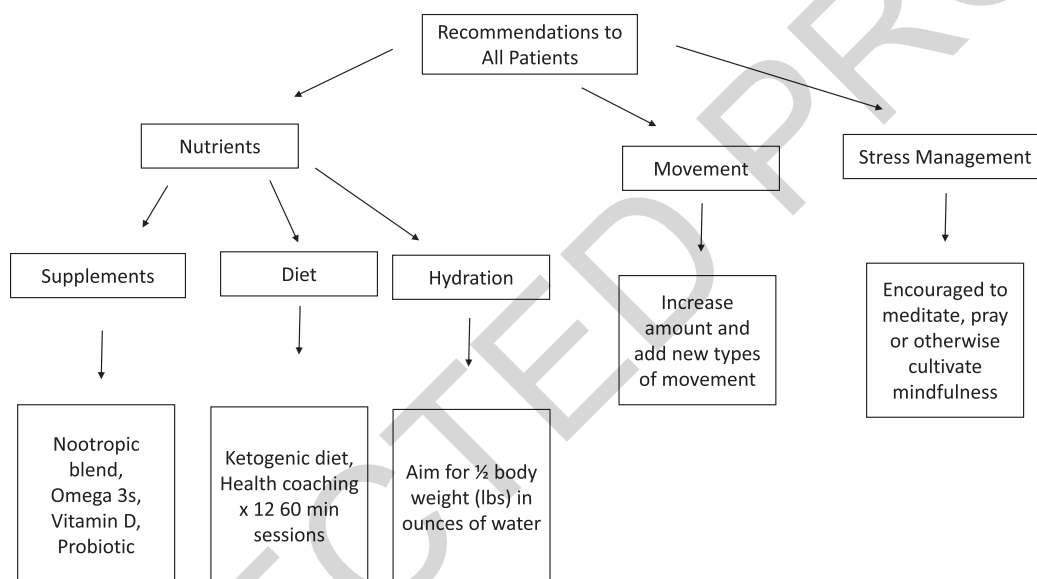 Recommendations to
All Patients
Nutrients
Movement
Stress Management
Supplements
Diet
Hydration
Increase
amount and
add new types
of movement
Encouraged to
meditate, pray
or otherwise
cultivate
mindfulness
Nootropic
blend,
Omega 3s,
Vitamin D,
Probiotic
Ketogenic diet,
Health coaching
x 12 60 min
sessions
Aim for ½ body
weight (lbs) in
ounces of water
CTED PRO